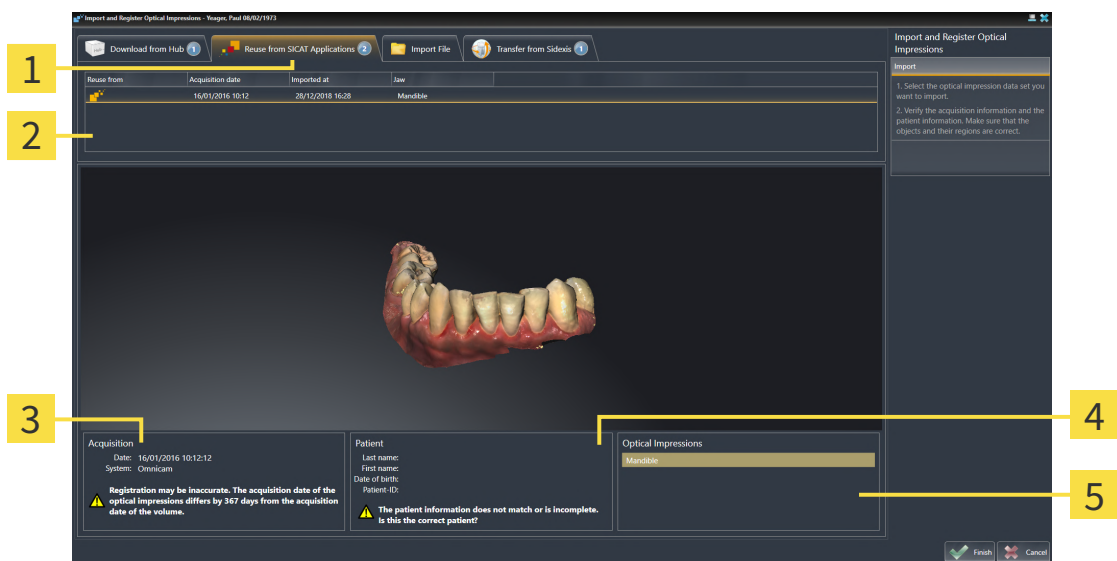 Import and Register Optical Impressions - Yeager, Paul 08/02/1973
Download from Hub 1
Reuse from SICAT Applications 2
Import File
Transfer from Sidexis 1
Import and Register Optical
Impressions
Import
1. Select the optical impression data set you
want to import.
2. Verify the acquisition information and the
patient information. Make sure that the
objects and their regions are correct.
1
Reuse from Acquisition date Imported at Jaw
16/01/2016 10:12 28/12/2018 16:28 Mandible
2
3
4
Acquisition
Date: 16/01/2016 10:12:12
System: Omnicam
Registration may be inaccurate. The acquisition date of the
optical impressions differs by 367 days from the acquisition
date of the volume.
Patient
Last name:
First name:
Date of birth:
Patient-ID:
The patient information does not match or is incomplete.
Is this the correct patient?
Optical Impressions
Mandible
5
Finish
Cancel